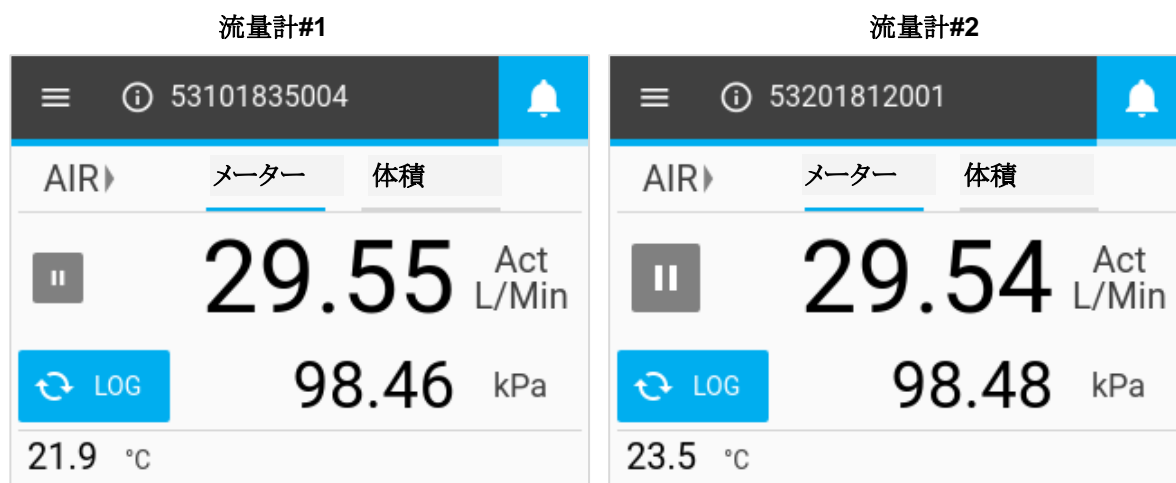 流量計#1
53101835004
AIR メーター 体積
29.55 Act L/Min
LOG 98.46 kPa
21.9 °C
流量計#2
53201812001
AIR メーター 体積
29.54 Act L/Min
LOG 98.48 kPa
23.5 °C